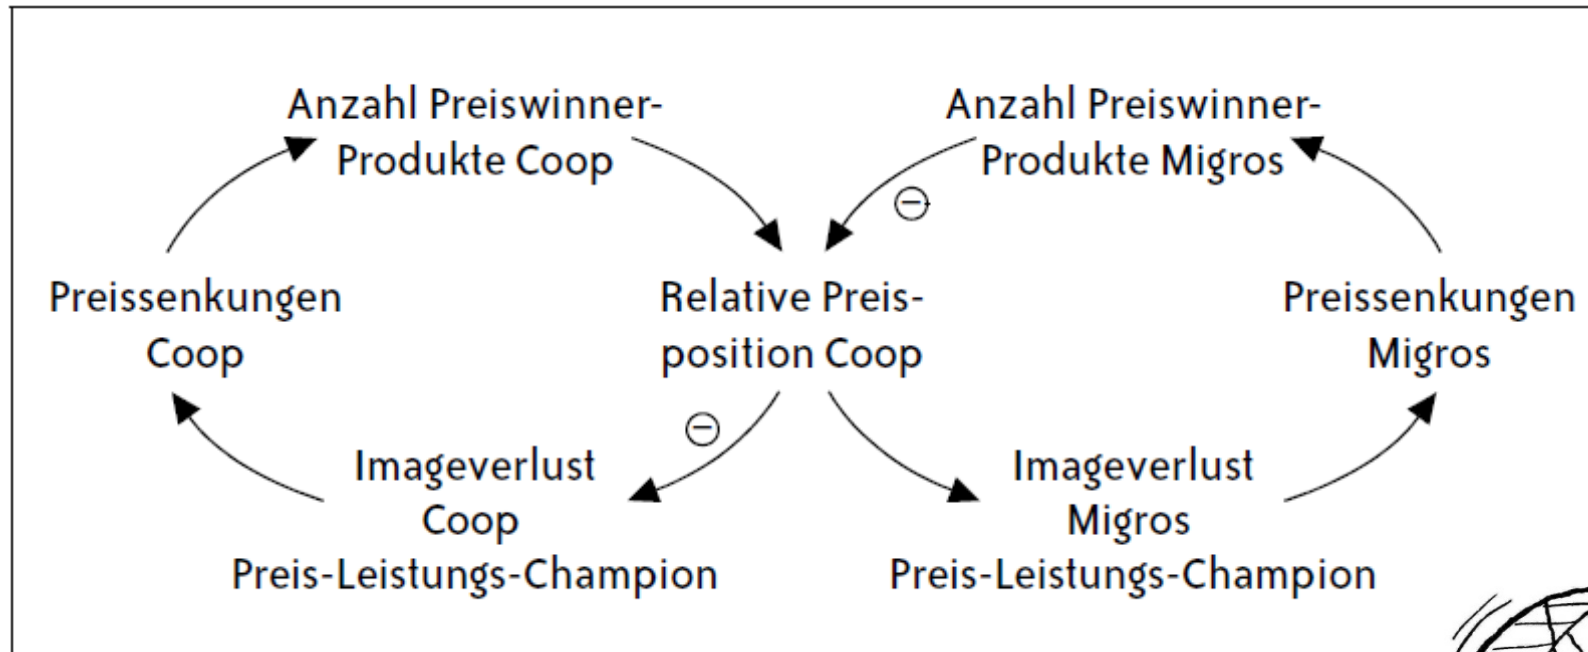 Anzahl Preiswinner-
Produkte Coop
Anzahl Preiswinner-
Produkte Migros
Preissenkungen
Coop
Relative Preis-
position Coop
Preissenkungen
Migros
Imageverlust
Coop
Preis-Leistungs-Champion
Imageverlust
Migros
Preis-Leistungs-Champion